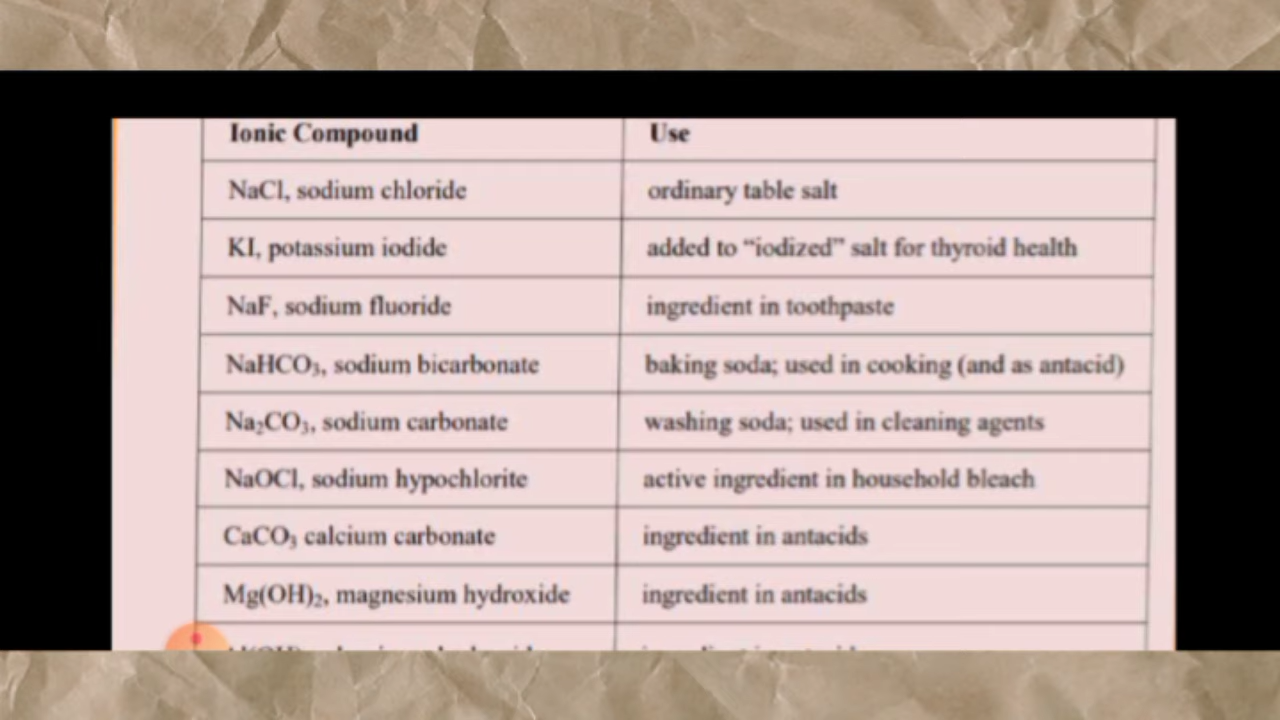 Ionic Compound Use
NaCl, sodium chloride ordinary table salt
KI, potassium iodide added to “iodized” salt for thyroid health
NaF, sodium fluoride ingredient in toothpaste
NaHCO₃, sodium bicarbonate baking soda; used in cooking (and as antacid)
Na₂CO₃, sodium carbonate washing soda; used in cleaning agents
NaOCl, sodium hypochlorite active ingredient in household bleach
CaCO₃ calcium carbonate ingredient in antacids
Mg(OH)₂, magnesium hydroxide ingredient in antacids